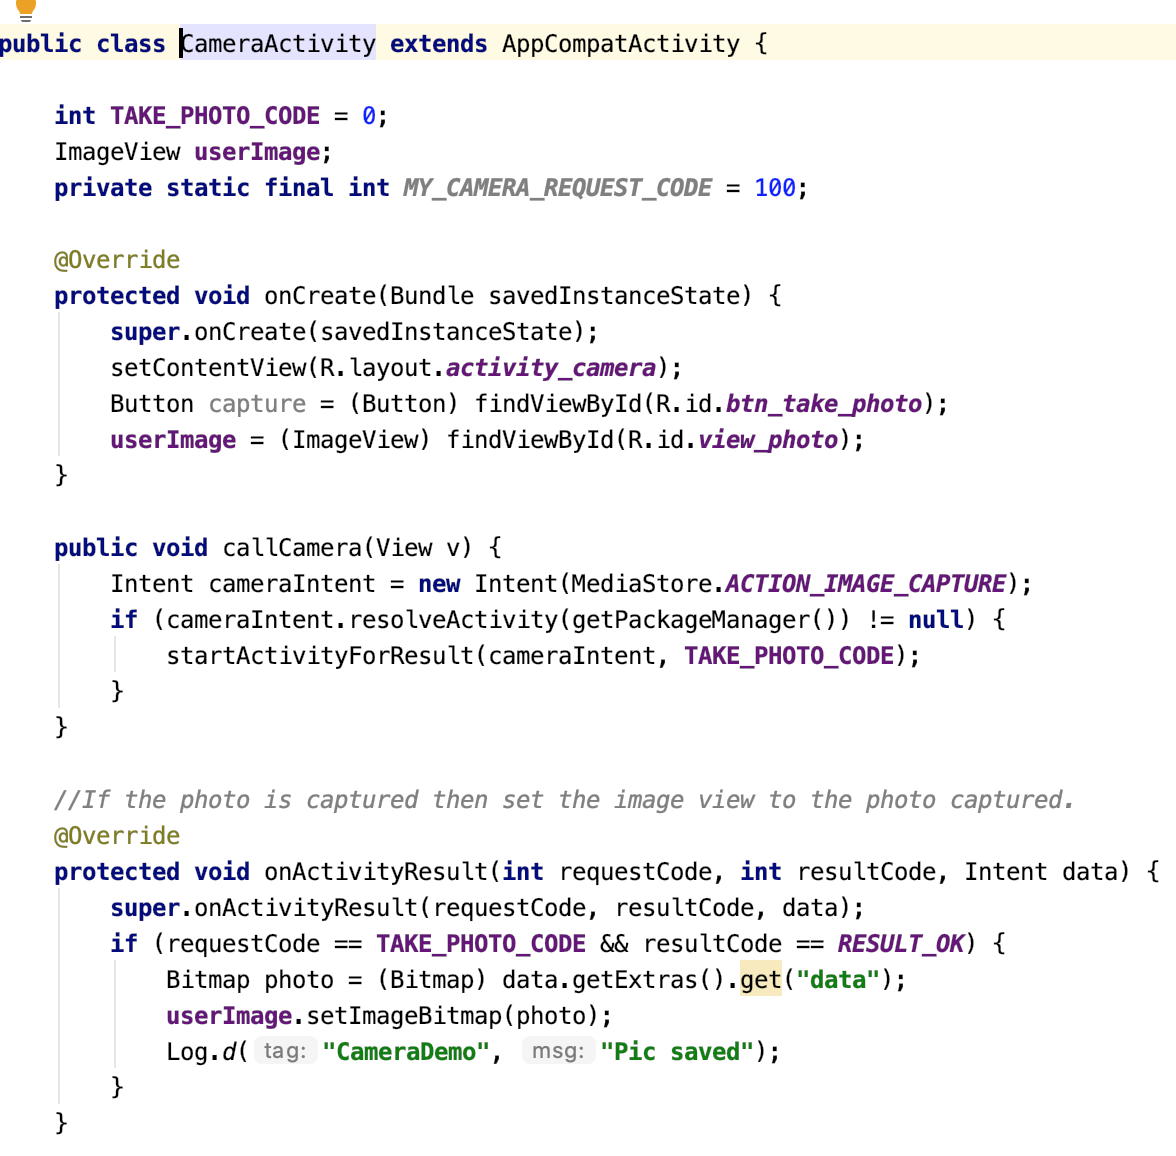 public class CameraActivity extends AppCompatActivity {
int TAKE_PHOTO_CODE = 0;
ImageView userImage;
private static final int MY_CAMERA_REQUEST_CODE = 100;
@Override
protected void onCreate(Bundle savedInstanceState) {
super.onCreate(savedInstanceState);
setContentView(R.layout.activity_camera);
Button capture = (Button) findViewById(R.id.btn_take_photo);
userImage = (ImageView) findViewById(R.id.view_photo);
}
public void callCamera(View v) {
Intent cameraIntent = new Intent(MediaStore.ACTION_IMAGE_CAPTURE);
if (cameraIntent.resolveActivity(getPackageManager()) != null) {
startActivityForResult(cameraIntent, TAKE_PHOTO_CODE);
}
}
//If the photo is captured then set the image view to the photo captured.
@Override
protected void onActivityResult(int requestCode, int resultCode, Intent data) {
super.onActivityResult(requestCode, resultCode, data);
if (requestCode == TAKE_PHOTO_CODE && resultCode == RESULT_OK) {
Bitmap photo = (Bitmap) data.getExtras().get("data");
userImage.setImageBitmap(photo);
Log.d( tag: "CameraDemo", msg: "Pic saved");
}
}